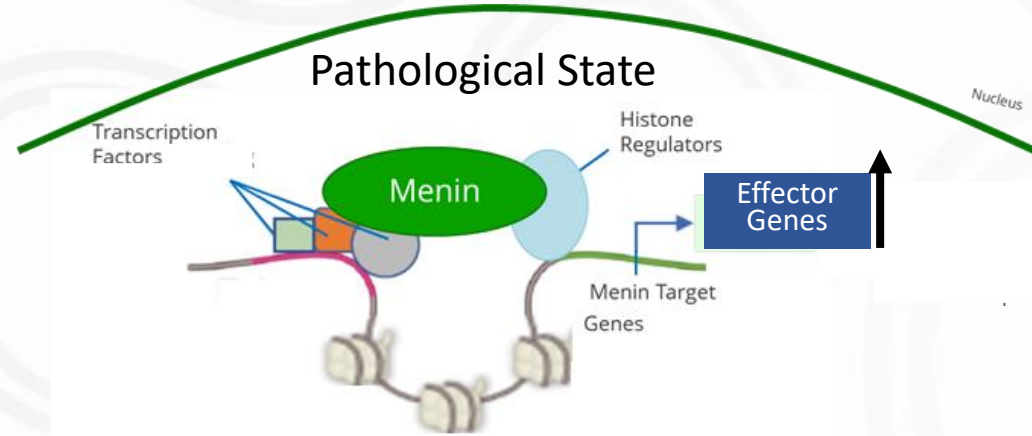 Pathological State
Nucleus
Transcription
Factors
Histone
Regulators
Menin
Effector
Genes
Menin Target
Genes